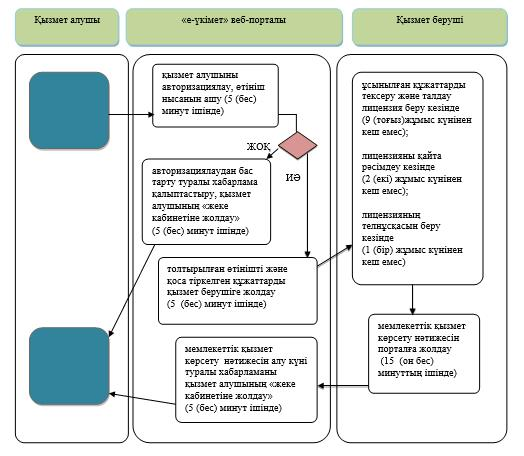 Қызмет алушы
«е-үкімет» веб-порталы
Қызмет беруші
қызмет алушыны
авторизациялау, өтініш
нысанын ашу (5 (бес)
минут ішінде)
ЖОҚ
ИӘ
авторизациялаудан бас
тарту туралы хабарлама
қалыптастыру, қызмет
алушының «жеке
кабинетіне жолдау»
(5 (бес) минут ішінде)
толтырылған өтінішті және
қоса тіркелген құжаттарды
қызмет берушіге жолдау
(5 (бес) минут ішінде)
ұсынылған құжаттарды
тексеру және талдау
лицензия беру кезінде
(9 (тоғыз)жұмыс күнінен
кеш емес);
лицензияны қайта
рәсімдеу кезінде
(2 (екі) жұмыс күнінен
кеш емес);
лицензияның
телнұсқасын беру
кезінде
(1 (бір) жұмыс күнінен
кеш емес)
мемлекеттік қызмет
көрсету нәтижесін
порталға жолдау
(15 (он бес)
минуттың ішінде)
мемлекеттік қызмет
көрсету нәтижесін алу күні
туралы хабарламаны
қызмет алушының «жеке
кабинетіне жолдау»
(5 (бес) минут ішінде)